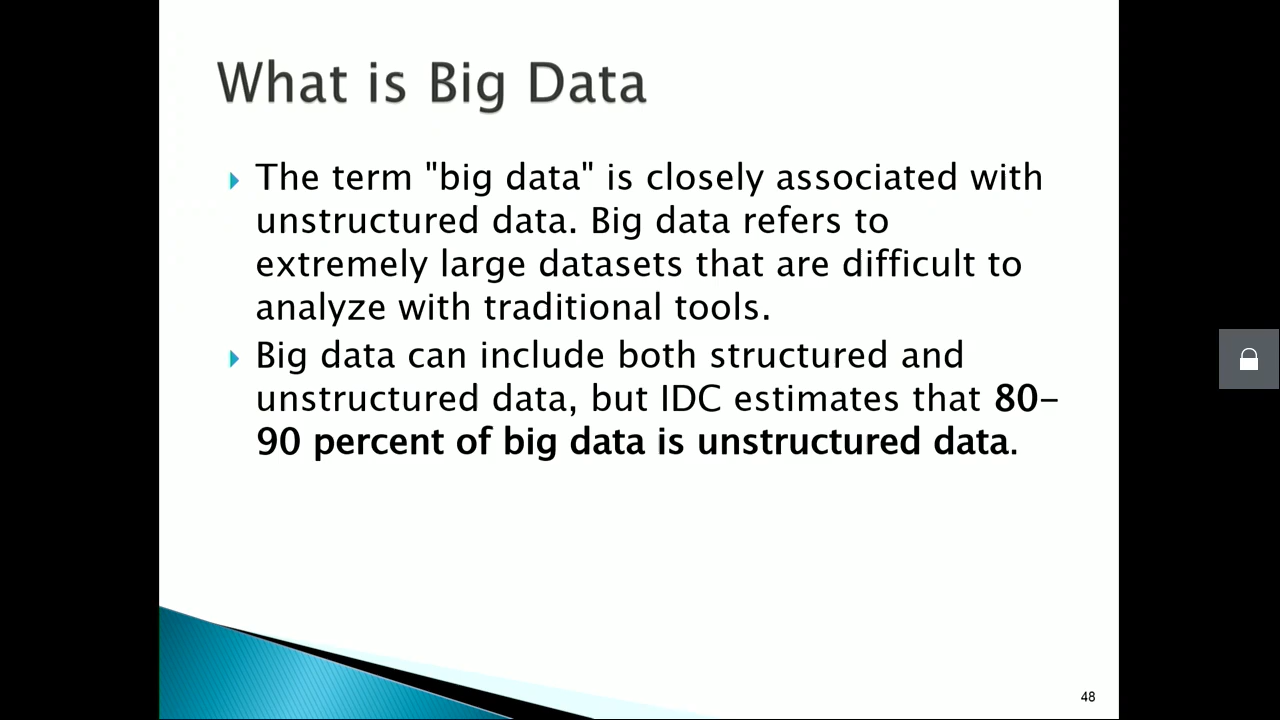 What is Big Data
The term "big data" is closely associated with
unstructured data. Big data refers to
extremely large datasets that are difficult to
analyze with traditional tools.
Big data can include both structured and
unstructured data, but IDC estimates that 80–
90 percent of big data is unstructured data.
48